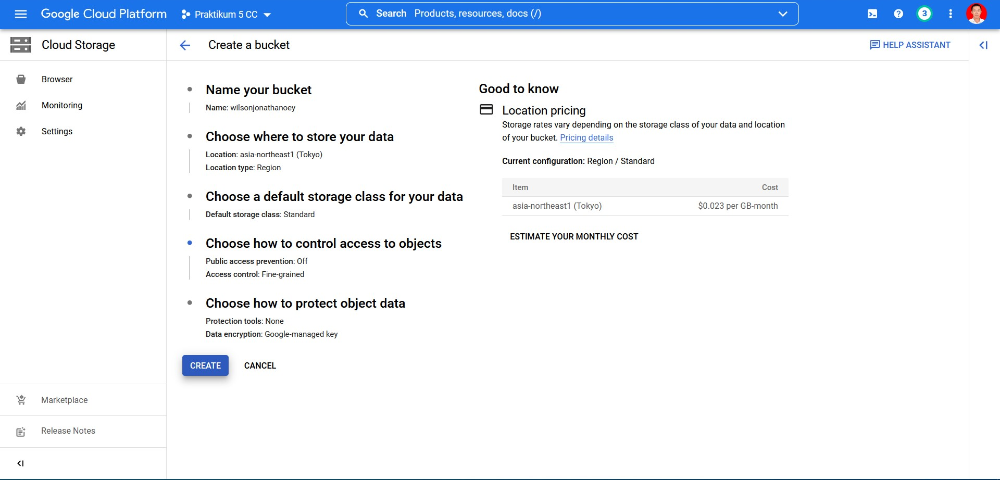 Google Cloud Platform
Praktikum 5 CC
Search Products, resources, docs (/)
3
Cloud Storage
Create a bucket
HELP ASSISTANT
Browser
Monitoring
Settings
Name your bucket
Name: wilsonjonathanoey
Choose where to store your data
Location: asia-northeast1 (Tokyo)
Location type: Region
Choose a default storage class for your data
Default storage class: Standard
Choose how to control access to objects
Public access prevention: Off
Access control: Fine-grained
Choose how to protect object data
Protection tools: None
Data encryption: Google-managed key
CREATE CANCEL
Good to know
Location pricing
Storage rates vary depending on the storage class of your data and location
of your bucket. Pricing details
Current configuration: Region / Standard
Item Cost
asia-northeast1 (Tokyo) $0.023 per GB-month
ESTIMATE YOUR MONTHLY COST
Marketplace
Release Notes